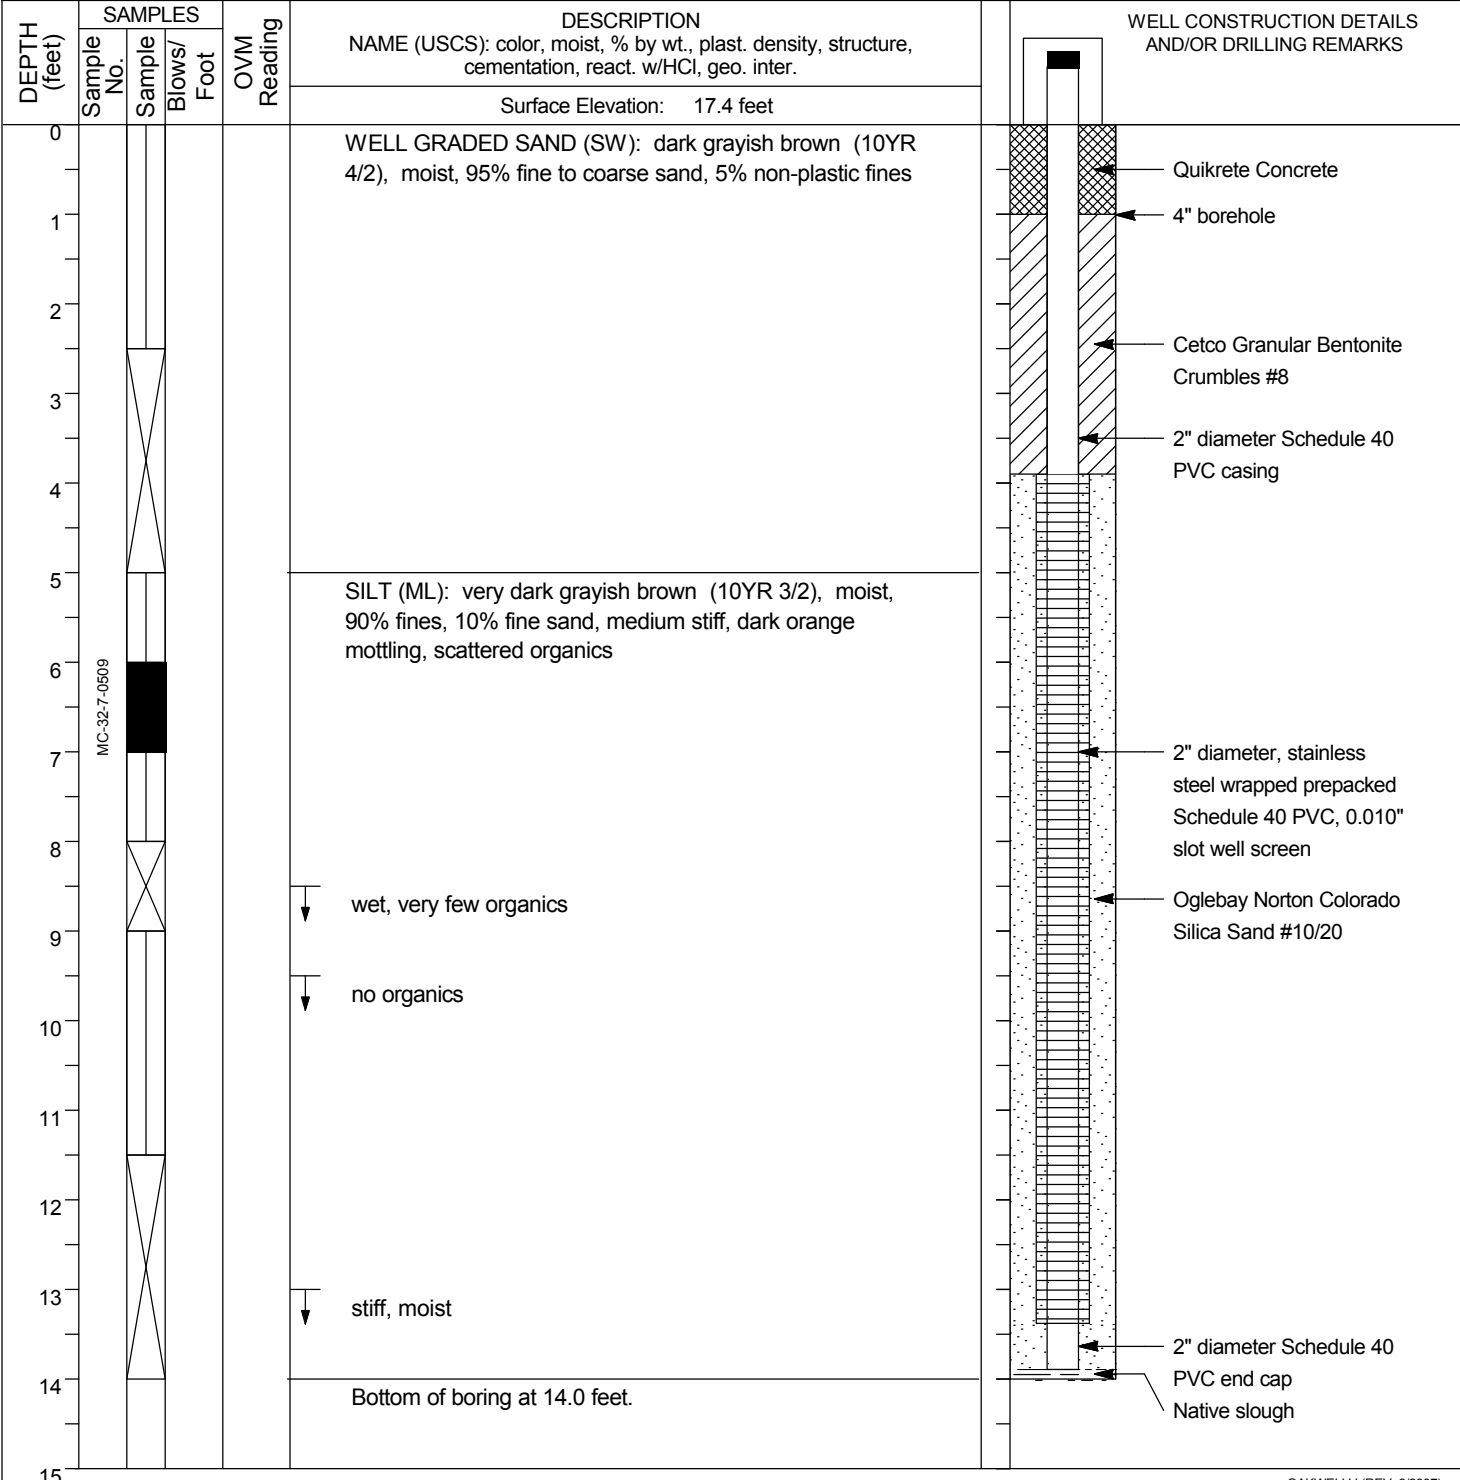 SAMPLES
DEPTH
(feet)
Sample
No.
Sample
Blows/
Foot
OVM
Reading
DESCRIPTION
NAME (USCS): color, moist, % by wt., plast. density, structure,
cementation, react. w/HCl, geo. inter.
Surface Elevation: 17.4 feet
WELL CONSTRUCTION DETAILS
AND/OR DRILLING REMARKS
0
1
2
3
4
5
6
7
8
9
10
11
12
13
14
15
MC-32-7-0509
WELL GRADED SAND (SW): dark grayish brown (10YR
4/2), moist, 95% fine to coarse sand, 5% non-plastic fines
SILT (ML): very dark grayish brown (10YR 3/2), moist,
90% fines, 10% fine sand, medium stiff, dark orange
mottling, scattered organics
wet, very few organics
no organics
stiff, moist
Bottom of boring at 14.0 feet.
Quikrete Concrete
4" borehole
Cetco Granular Bentonite
Crumbles #8
2" diameter Schedule 40
PVC casing
2" diameter, stainless
steel wrapped prepacked
Schedule 40 PVC, 0.010"
slot well screen
Oglebay Norton Colorado
Silica Sand #10/20
2" diameter Schedule 40
PVC end cap
Native slough